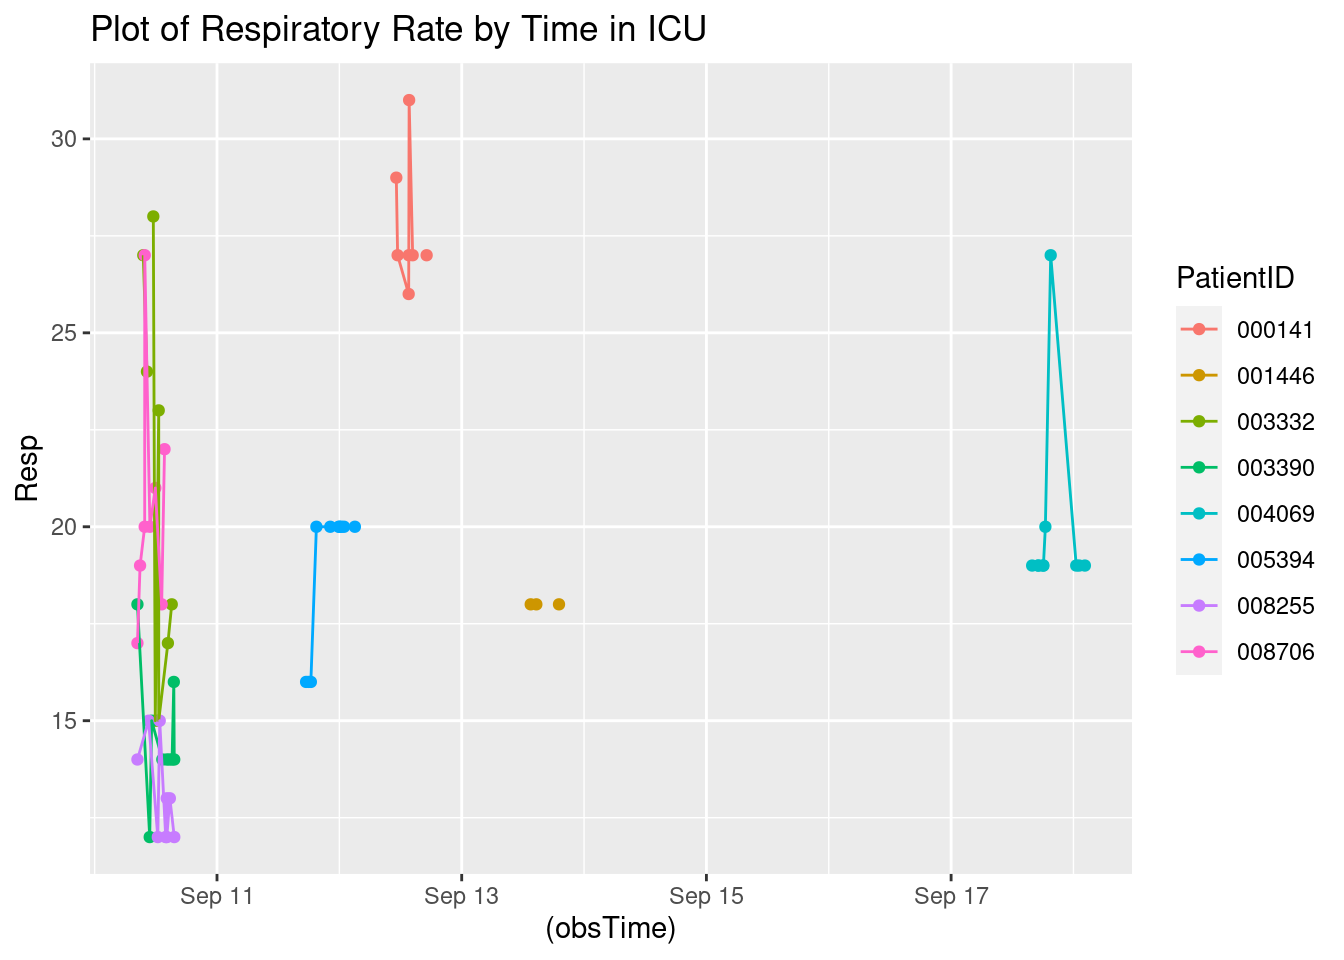 Plot of Respiratory Rate by Time in ICU
30
25
20
15
Resp
Sep 11
Sep 13
Sep 15
Sep 17
(obsTime)
PatientID
000141
001446
003332
003390
004069
005394
008255
008706